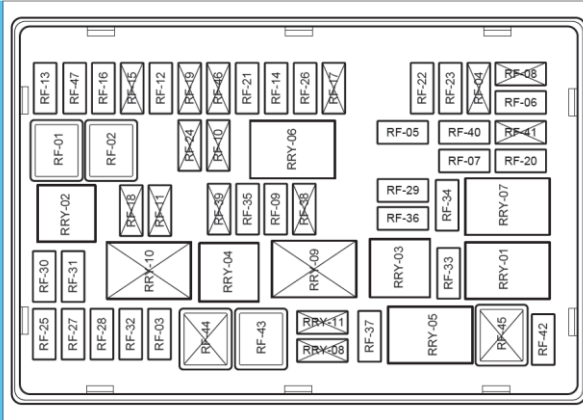 RF-13 RF-47 RF-16 RF-15 RF-12 RF-19 RF-46 RF-21 RF-14 RF-26 RF-17 RF-22 RF-23 RF-04 RF-08
RF-06
RF-01 RF-02 RF-24 RF-10 RRY-06 RF-05 RF-40 RF-41
RF-07 RF-20
RRY-02 RF-18 RF-11 RF-39 RF-35 RF-09 RF-38 RF-29 RF-34 RRY-07
RF-36
RF-30 RF-31 RRY-10 RRY-04 RRY-09 RRY-03 RF-33 RRY-01
RF-25 RF-27 RF-28 RF-32 RF-03 RF-44 RF-43 RRY-11 RF-37 RRY-05 RF-45 RF-42
RRY-08